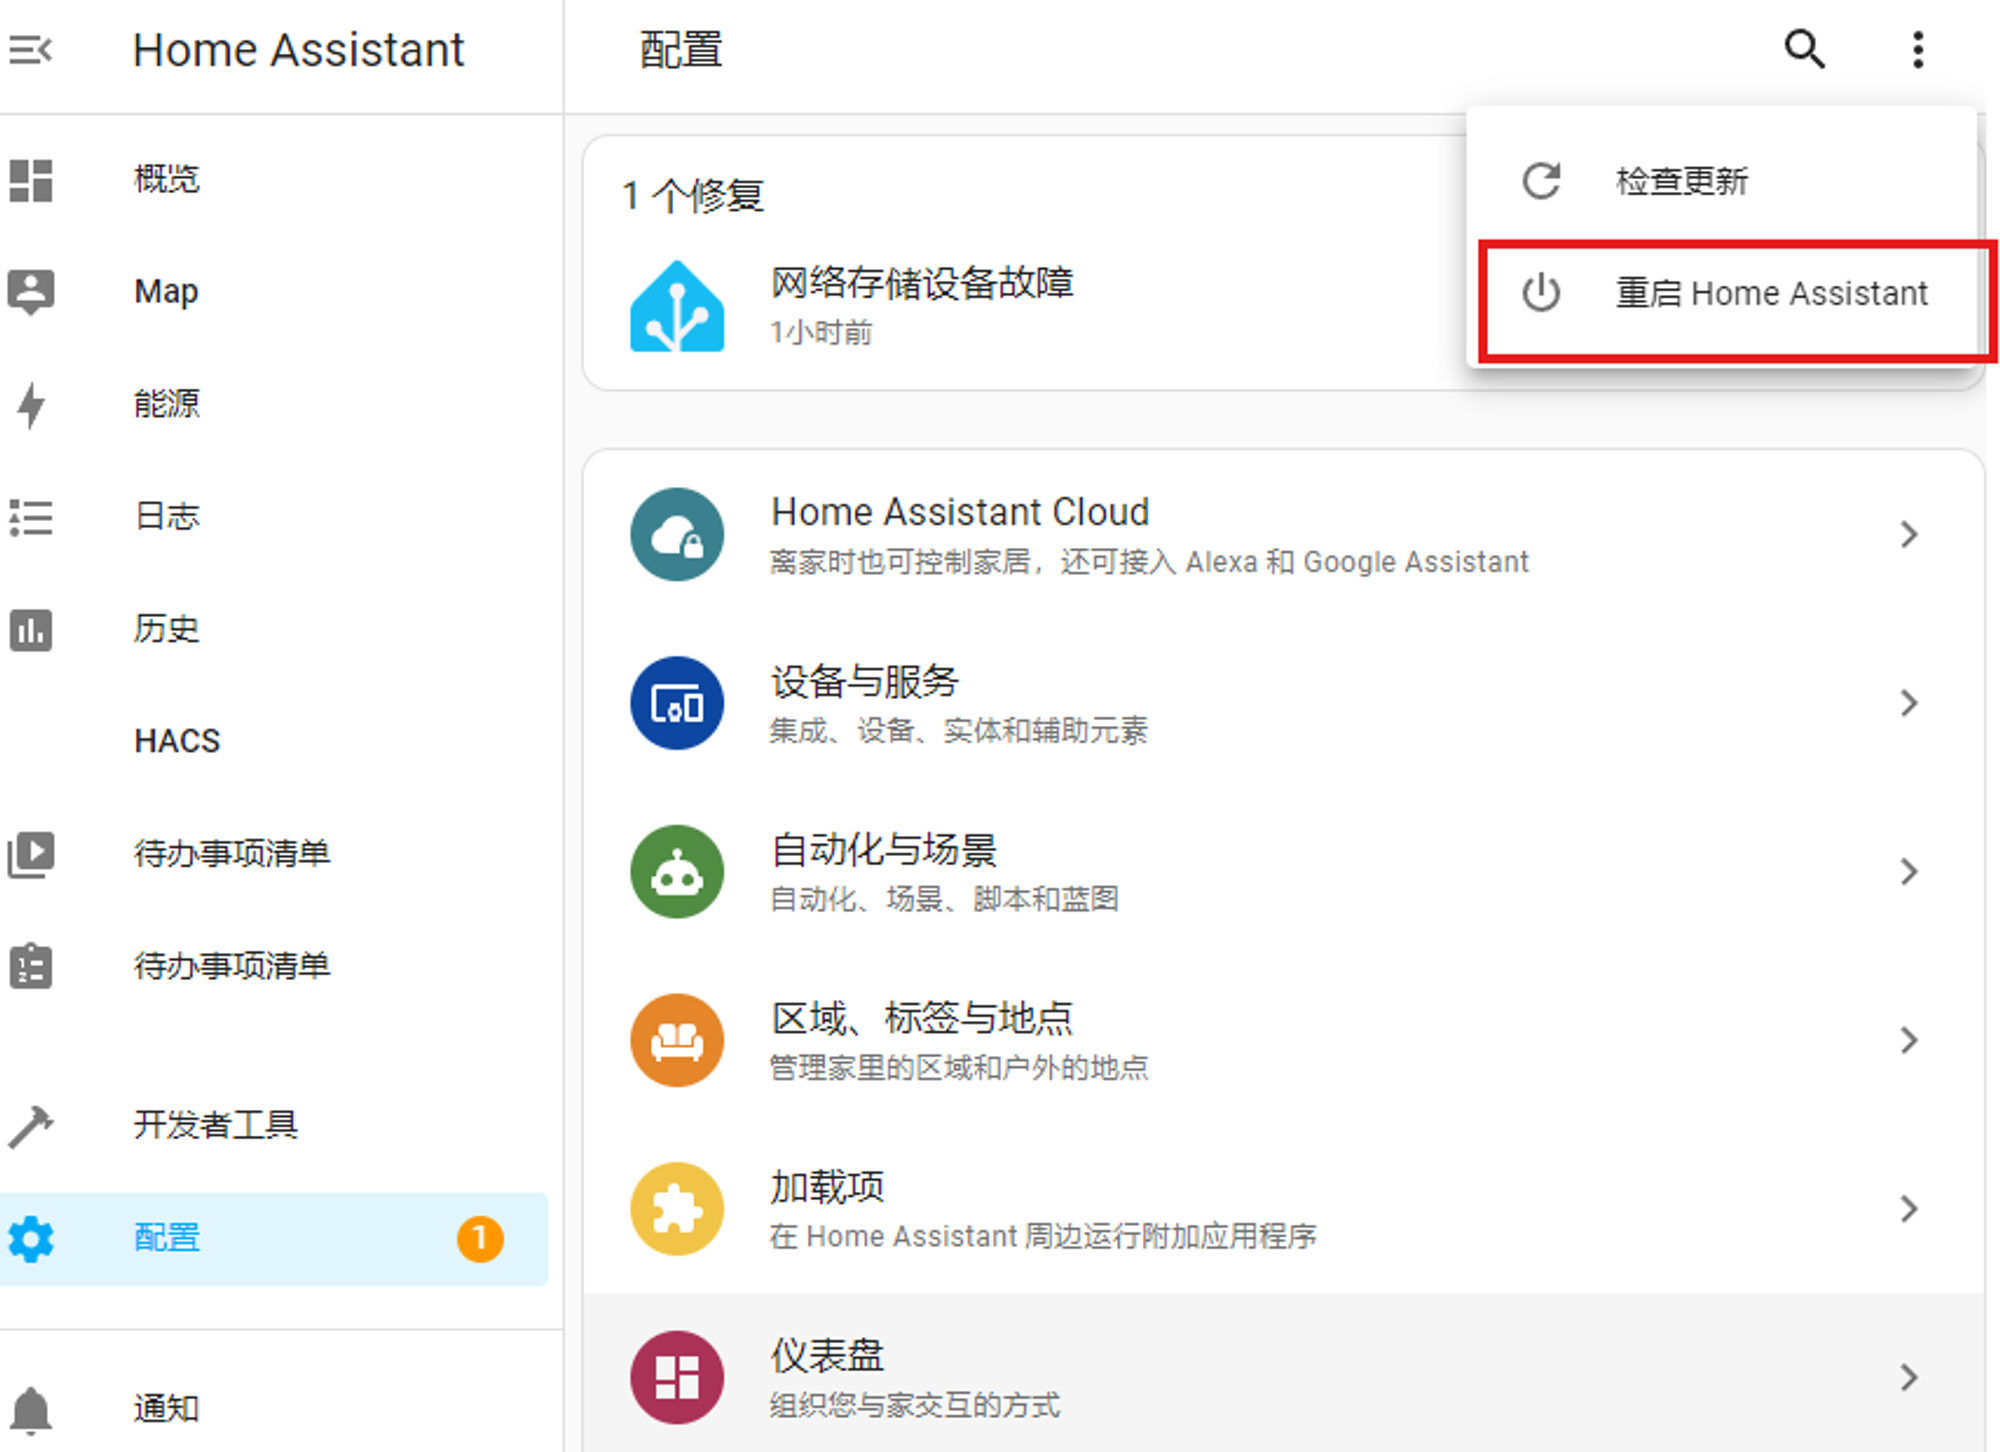 Home Assistant
概览
Map
能源
日志
历史
HACS
待办事项清单
待办事项清单
开发者工具
配置
1
通知
配置
检查更新
重启 Home Assistant
1 个修复
网络存储设备故障
1小时前
Home Assistant Cloud
离家时也可控制家居，还可接入 Alexa 和 Google Assistant
设备与服务
集成、设备、实体和辅助元素
自动化与场景
自动化、场景、脚本和蓝图
区域、标签与地点
管理家里的区域和户外的地点
加载项
在 Home Assistant 周边运行附加应用程序
仪表盘
组织您与家交互的方式